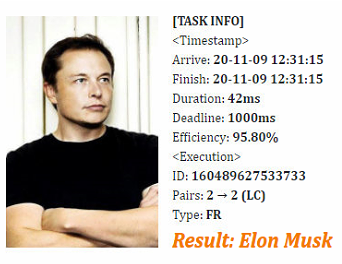 [TASK INFO]
<Timestamp>
Arrive: 20-11-09 12:31:15
Finish: 20-11-09 12:31:15
Duration: 42ms
Deadline: 1000ms
Efficiency: 95.80%
<Execution>
ID: 160489627533733
Pairs: 2 → 2 (LC)
Type: FR
Result: Elon Musk